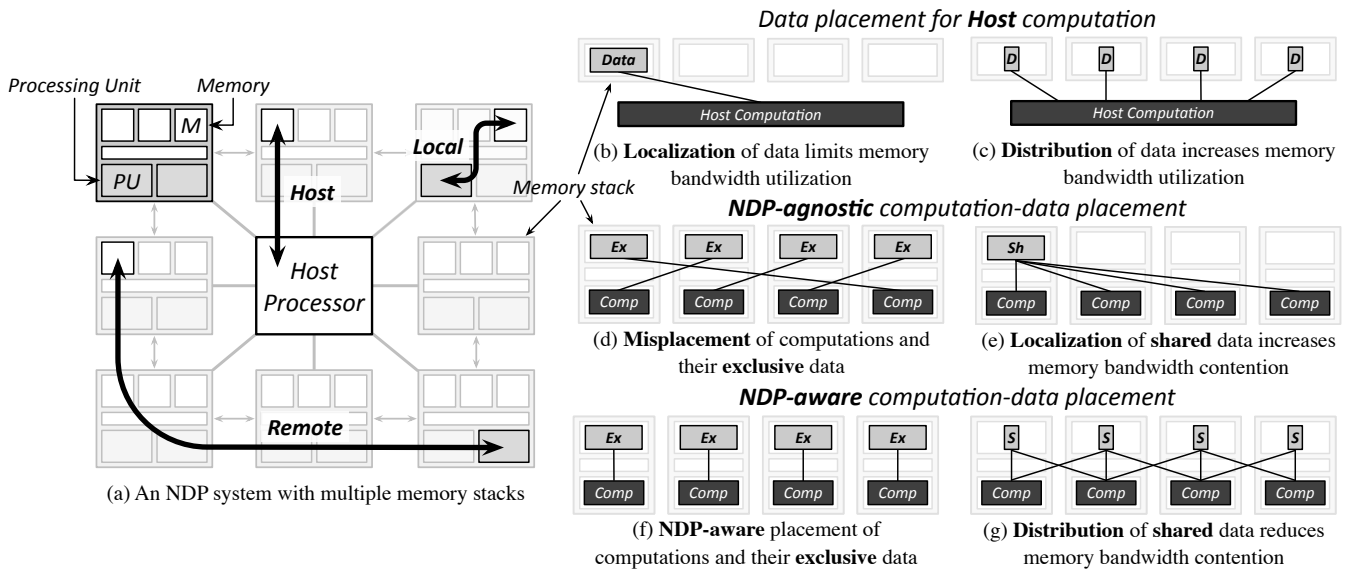 Processing Unit
Memory
M
PU
Host
Local
Memory stack
Host
Processor
Remote
(a) An NDP system with multiple memory stacks
Data placement for Host computation
Data
Host Computation
(b) Localization of data limits memory
bandwidth utilization
D D D D
Host Computation
(c) Distribution of data increases memory
bandwidth utilization
NDP-agnostic computation-data placement
Ex Ex Ex Ex
Comp Comp Comp Comp
(d) Misplacement of computations and
their exclusive data
Sh
Comp Comp Comp Comp
(e) Localization of shared data increases
memory bandwidth contention
NDP-aware computation-data placement
Ex Ex Ex Ex
Comp Comp Comp Comp
(f) NDP-aware placement of
computations and their exclusive data
S S S S
Comp Comp Comp Comp
(g) Distribution of shared data reduces
memory bandwidth contention